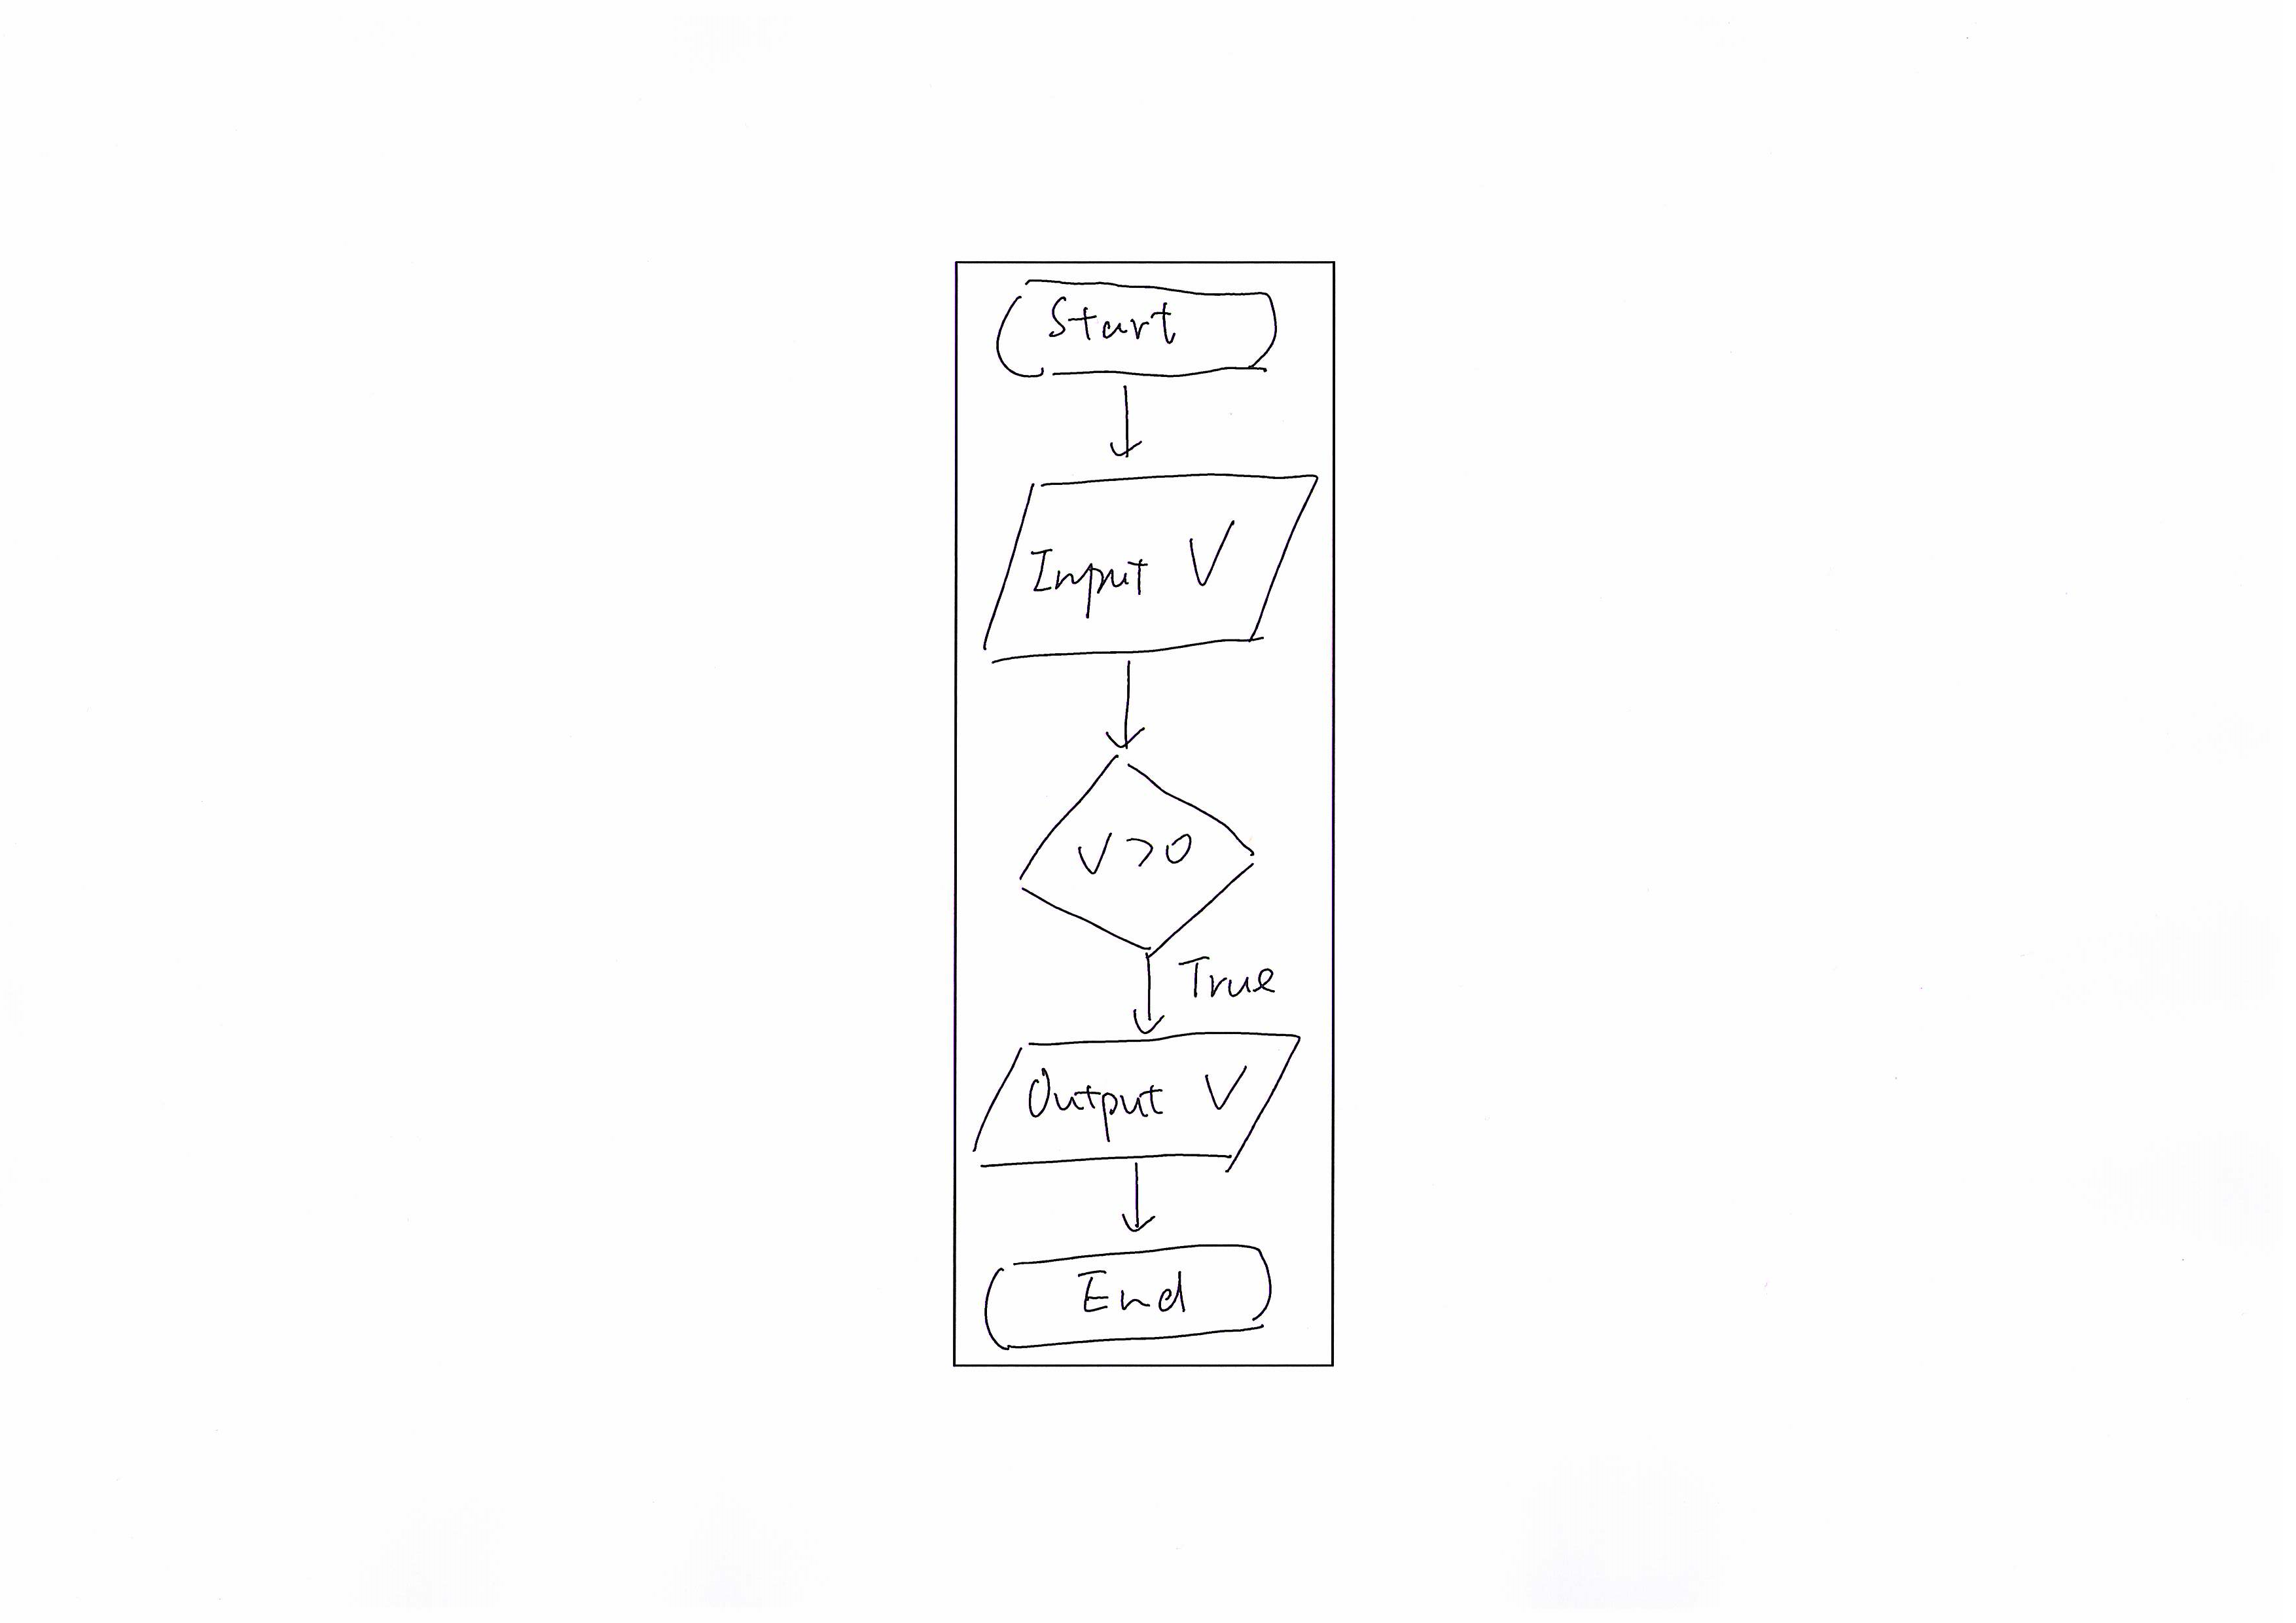 Start
Input V
V>0
True
Output V
End